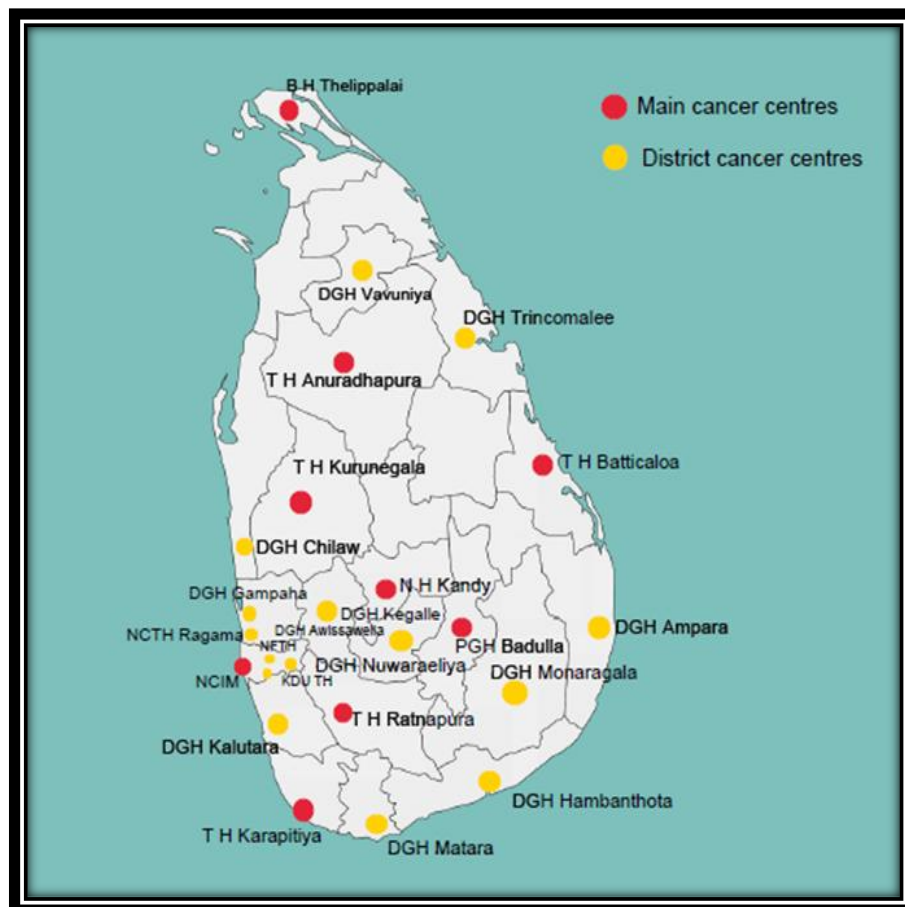 B H Thelippalai
Main cancer centres
District cancer centres
DGH Vavuniya
DGH Trincomalee
T H Anuradhapura
T H Batticaloa
T H Kurunegala
DGH Chilaw
N H Kandy
DGH Gampaha
DGH Kegalle
NCTH Ragama
DGH Awissawella
DGH Ampara
PGH Badulla
NFTH
DGH Nuwaraeliya
DGH Monaragala
NCIM
KDU TH
T H Ratnapura
DGH Kalutara
DGH Hambanthota
T H Karapitiya
DGH Matara